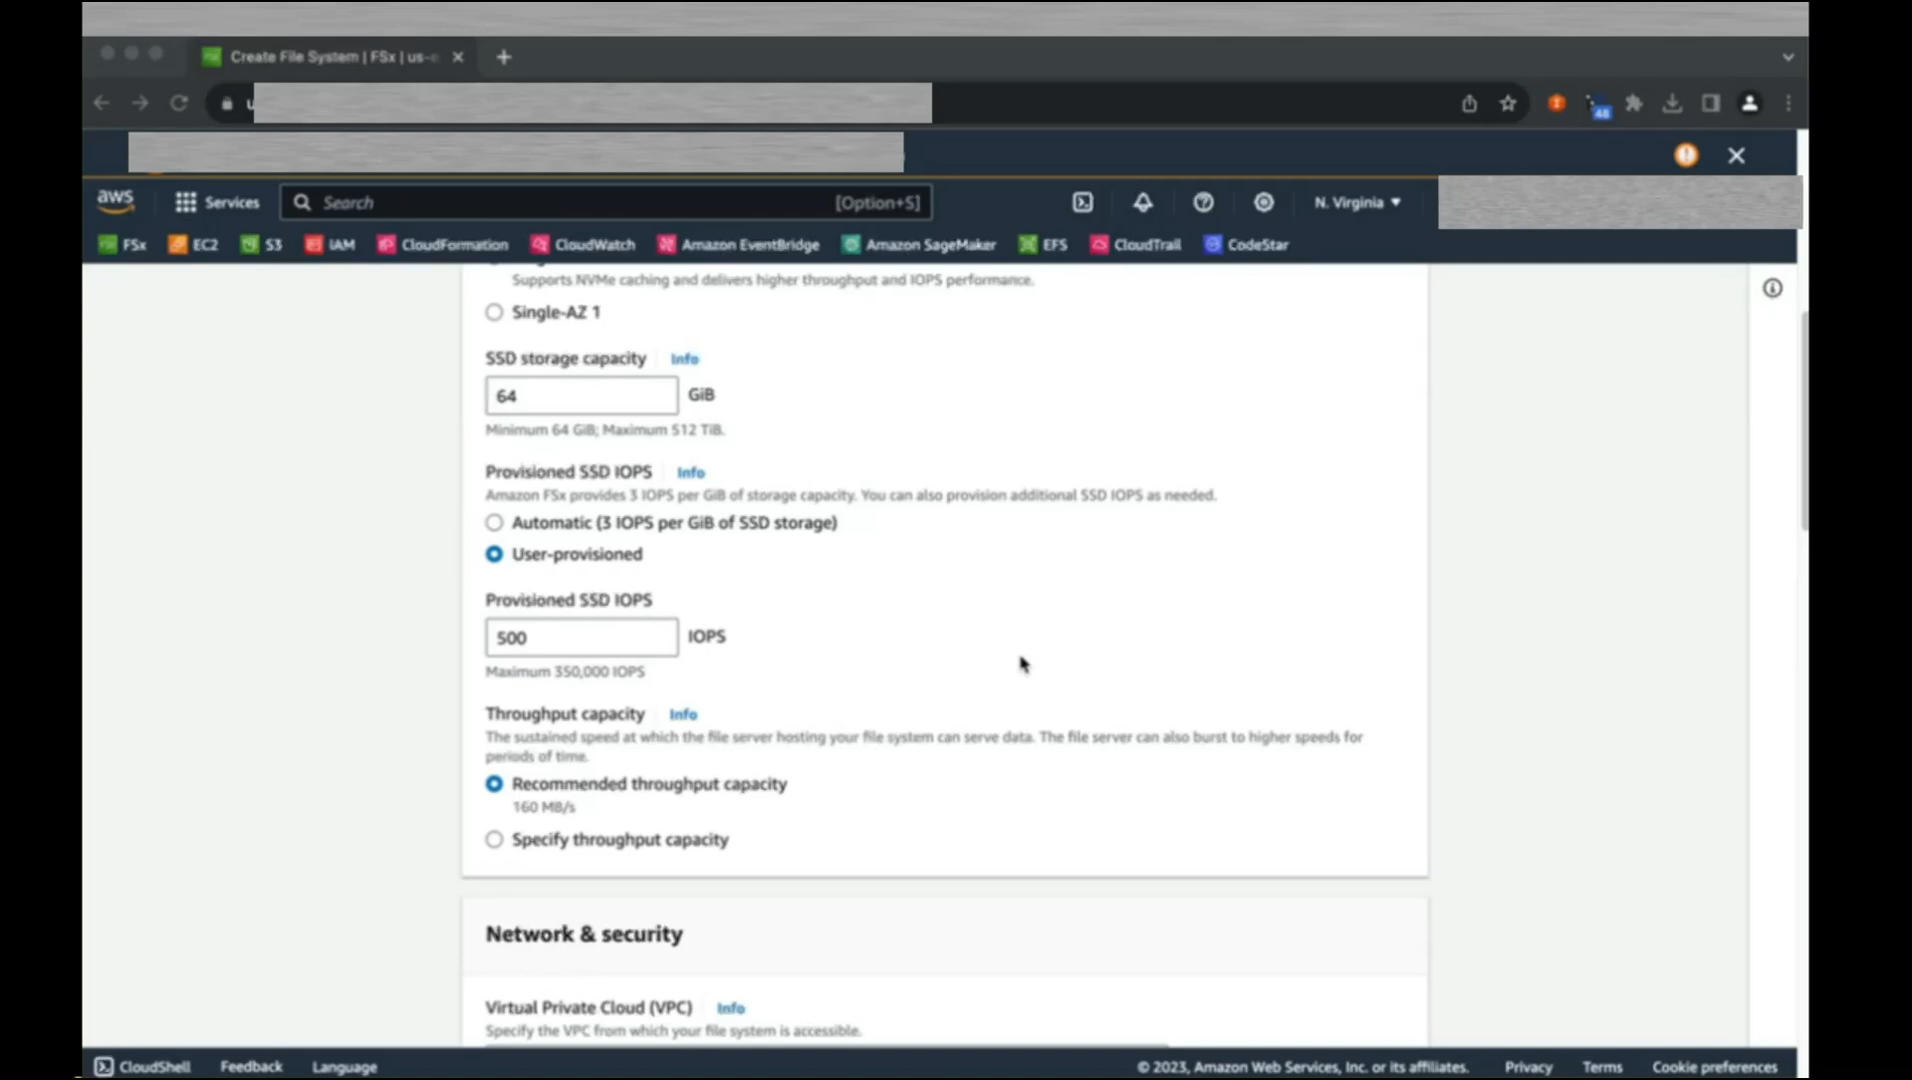 Create File System | FSx | us-e
aws
Services
Search
[Option+S]
N. Virginia
FSx
EC2
S3
IAM
CloudFormation
CloudWatch
Amazon EventBridge
Amazon SageMaker
EFS
CloudTrail
CodeStar
48
Supports NVMe caching and delivers higher throughput and IOPS performance.
Single-AZ 1
SSD storage capacity Info
64 GiB
Minimum 64 GiB; Maximum 512 TiB.
Provisioned SSD IOPS Info
Amazon FSx provides 3 IOPS per GiB of storage capacity. You can also provision additional SSD IOPS as needed.
Automatic (3 IOPS per GiB of SSD storage)
User-provisioned
Provisioned SSD IOPS
500 IOPS
Maximum 350,000 IOPS
Throughput capacity Info
The sustained speed at which the file server hosting your file system can serve data. The file server can also burst to higher speeds for
periods of time.
Recommended throughput capacity
160 MB/s
Specify throughput capacity
Network & security
Virtual Private Cloud (VPC) Info
Specify the VPC from which your file system is accessible.
CloudShell Feedback Language
© 2023, Amazon Web Services, Inc. or its affiliates. Privacy Terms Cookie preferences